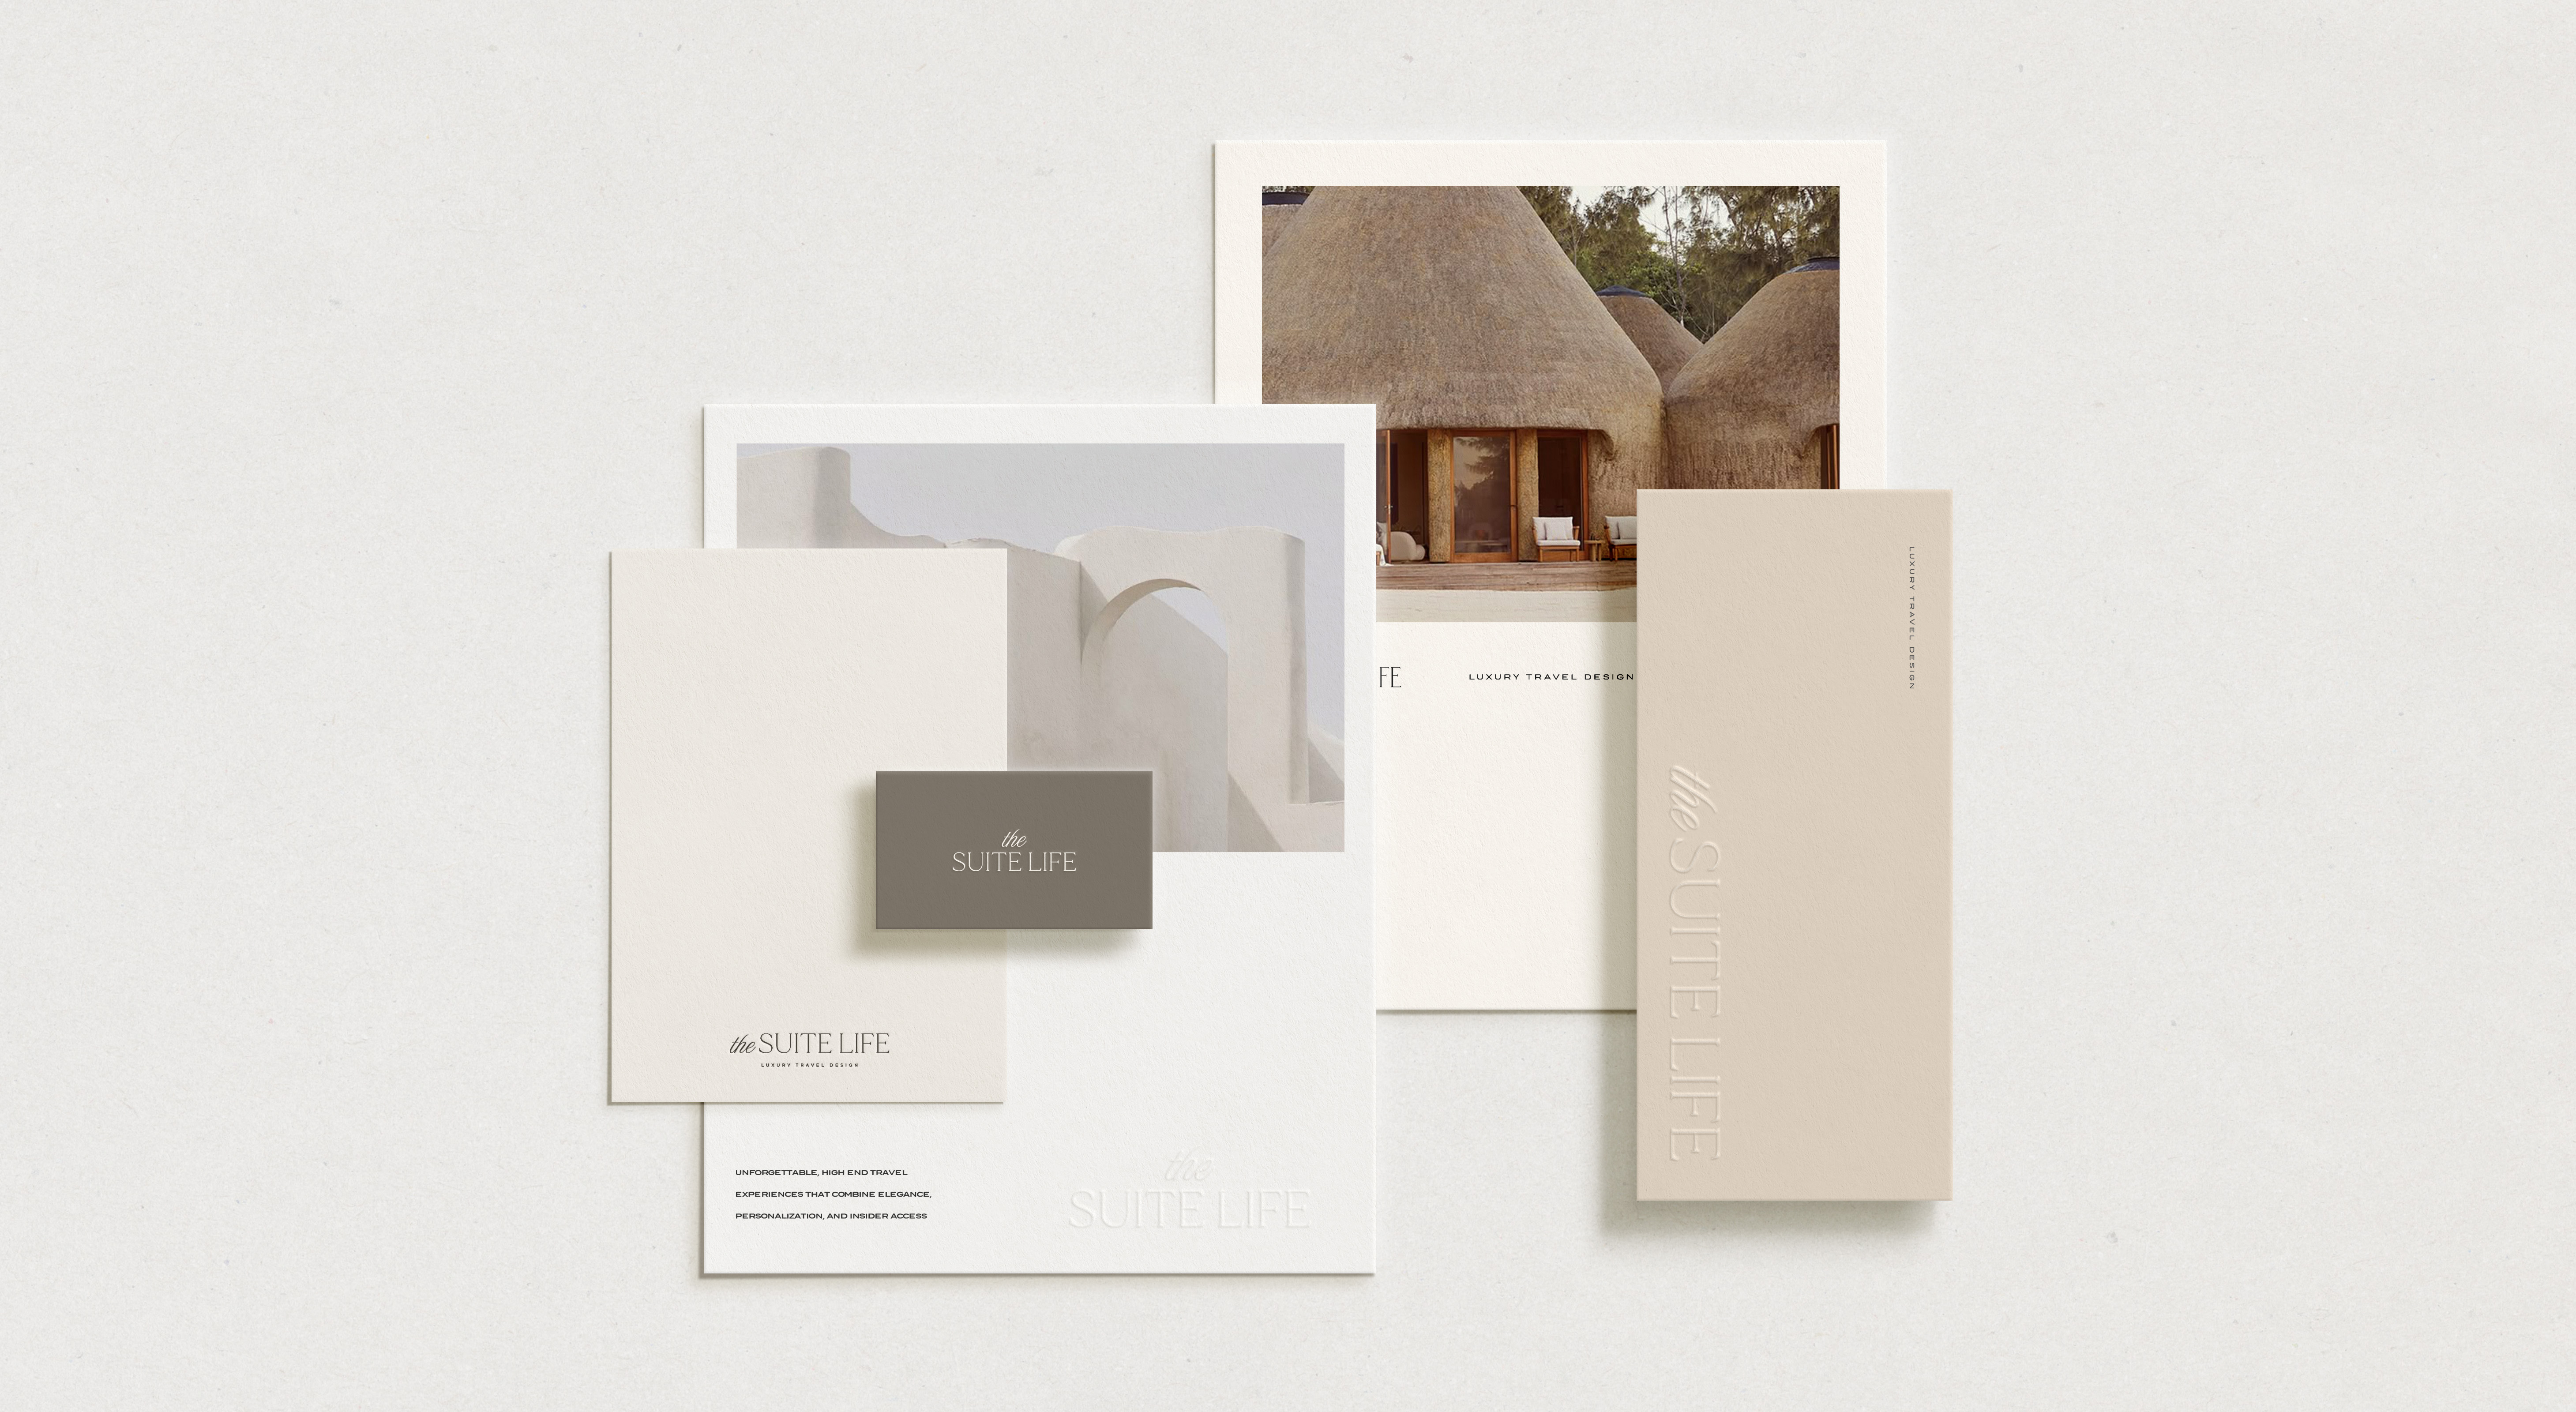 FE
LUXURY TRAVEL DESIGN
LUXURY TRAVEL DESIGN
the SUITE LIFE
the
SUITE LIFE
the SUITE LIFE
LUXURY TRAVEL DESIGN
UNFORGETTABLE, HIGH END TRAVEL
EXPERIENCES THAT COMBINE ELEGANCE,
PERSONALIZATION, AND INSIDER ACCESS
the
SUITE LIFE